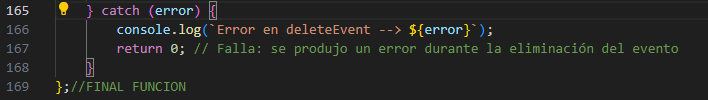 165 } catch (error) {
166 console.log(`Error en deleteEvent --> ${error}`);
167 return 0; // Falla: se produjo un error durante la eliminación del evento
168 }
169 };//FINAL FUNCION